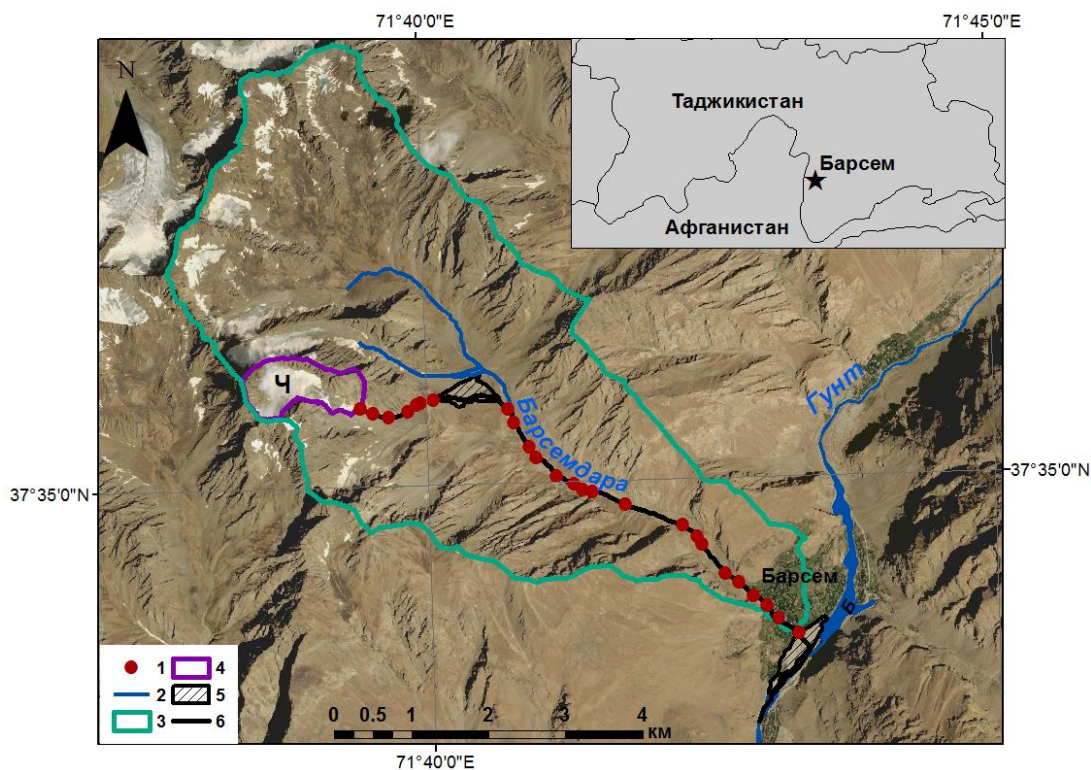 71°40'0"E
71°45'0"E
N
Таджикистан
Барсем
Афганистан
Ч
Гунт
Барсемдара
37°35'0"N
37°35'0"N
Барсем
Б
1
4
2
5
3
6
0 0.5 1 2 3 4
км
71°40'0"E